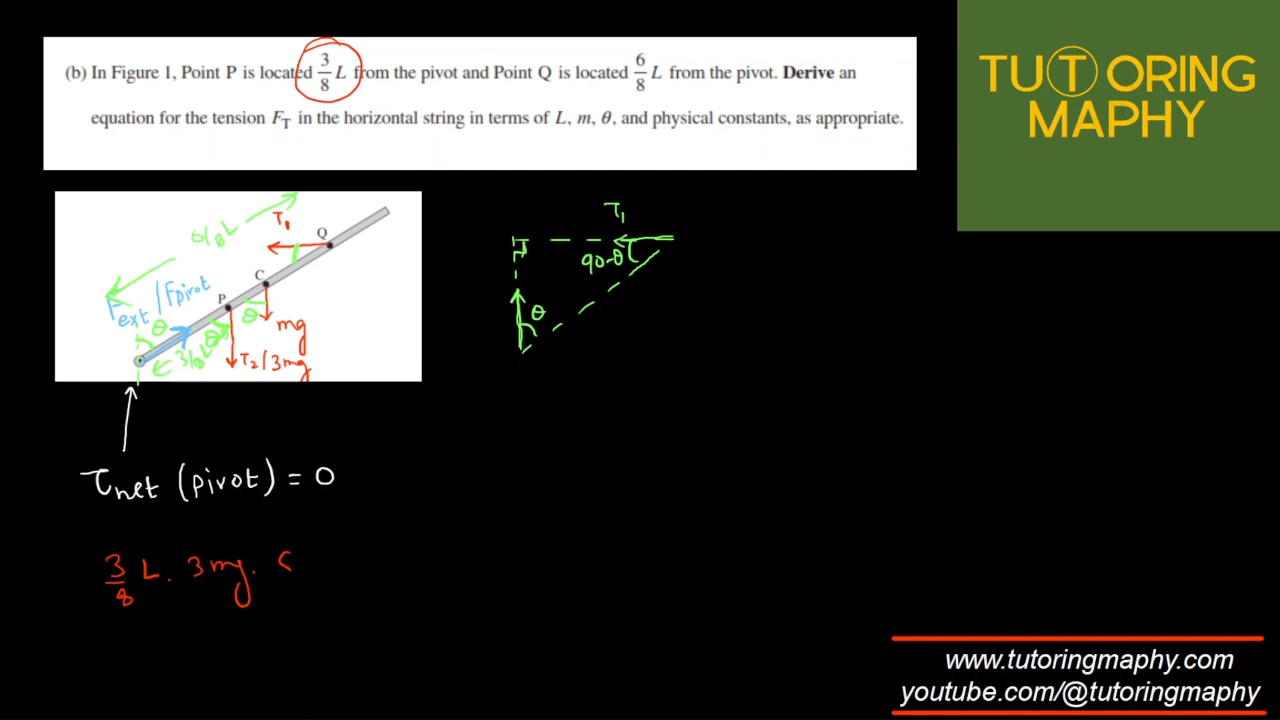 (b) In Figure 1, Point P is located 3/8 L from the pivot and Point Q is located 6/8 L from the pivot. Derive an
equation for the tension F_T in the horizontal string in terms of L, m, θ, and physical constants, as appropriate.
TUTORING
MAPHY
6/8 L
T₁
Q
C
P
F_ext / F_pivot
θ
θ
θ
3/8 L
mg
T₂ / 3mg
T₁
90-θ
θ
τ_net (pivot) = 0
3/8 L . 3mg .
www.tutoringmaphy.com
youtube.com/@tutoringmaphy